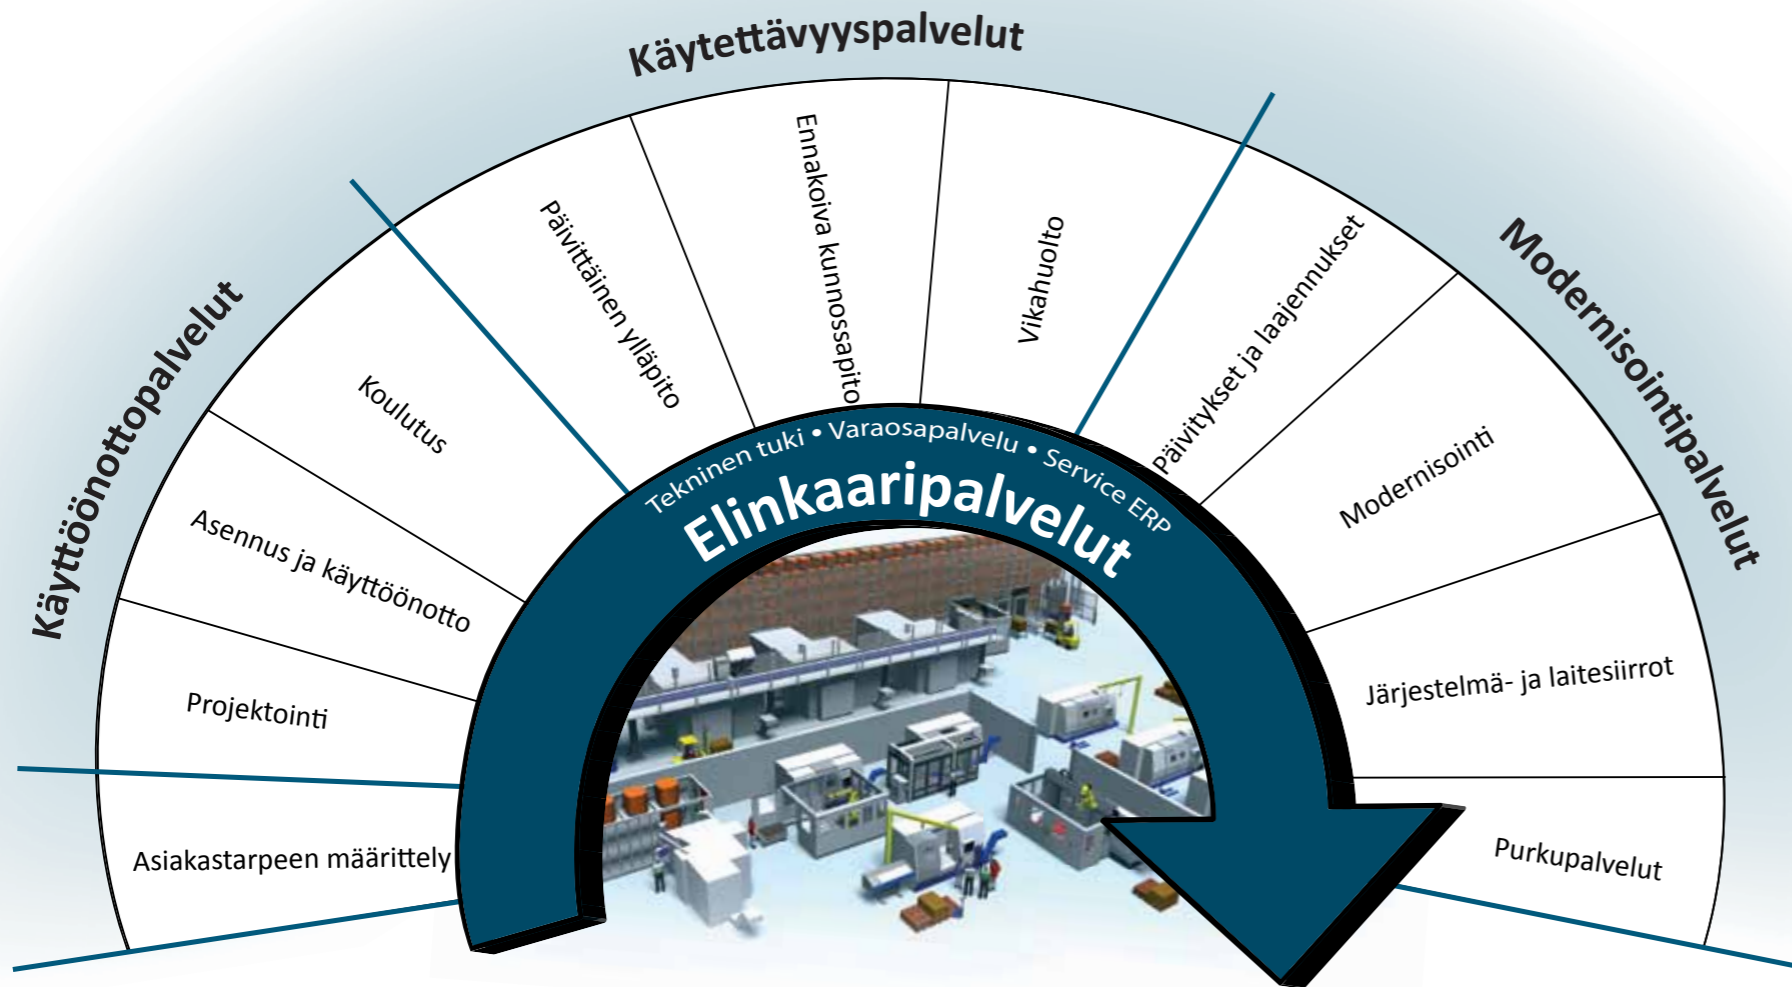 Käyttöönottopalvelut
Käytettävyyspalvelut
Modernisointipalvelut
Asiakastarpeen määrittely
Projektointi
Asennus ja käyttöönotto
Koulutus
Päivittäinen ylläpito
Ennakoiva kunnossapito
Vikahuolto
Päivitykset ja laajennukset
Modernisointi
Järjestelmä- ja laitesiirrot
Purkupalvelut
Tekninen tuki • Varaosapalvelu • Service ERP
Elinkaaripalvelut